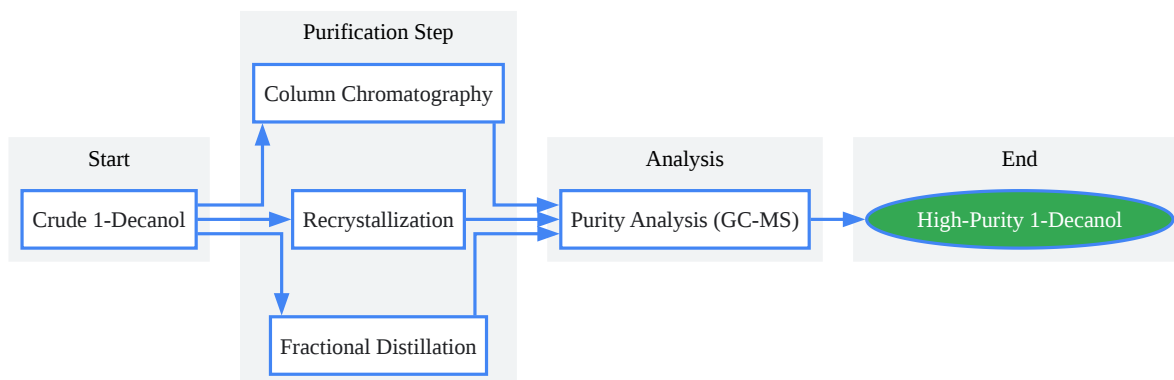 Purification Step
Column Chromatography
Start
Crude 1-Decanol
Recrystallization
Fractional Distillation
Analysis
Purity Analysis (GC-MS)
End
High-Purity 1-Decanol